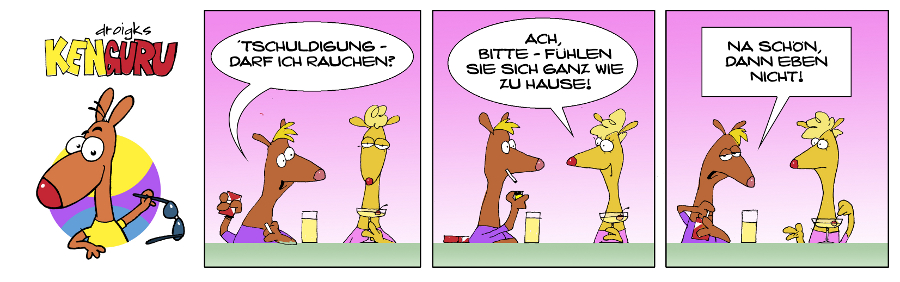 droigks
KENGURU
'TSCHULDIGUNG -
DARF ICH RAUCHEN?
ACH,
BITTE - FÜHLEN
SIE SICH GANZ WIE
ZU HAUSE!
NA SCHÖN,
DANN EBEN
NICHT!